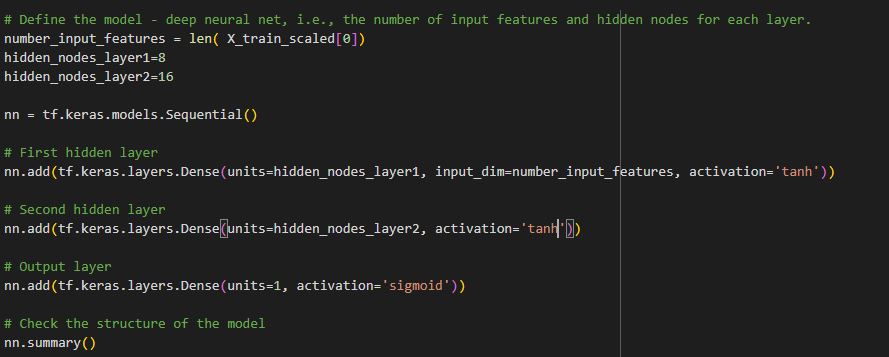 # Define the model - deep neural net, i.e., the number of input features and hidden nodes for each layer.
number_input_features = len( X_train_scaled[0])
hidden_nodes_layer1=8
hidden_nodes_layer2=16
nn = tf.keras.models.Sequential()
# First hidden layer
nn.add(tf.keras.layers.Dense(units=hidden_nodes_layer1, input_dim=number_input_features, activation='tanh'))
# Second hidden layer
nn.add(tf.keras.layers.Dense(units=hidden_nodes_layer2, activation='tanh'))
# Output layer
nn.add(tf.keras.layers.Dense(units=1, activation='sigmoid'))
# Check the structure of the model
nn.summary()